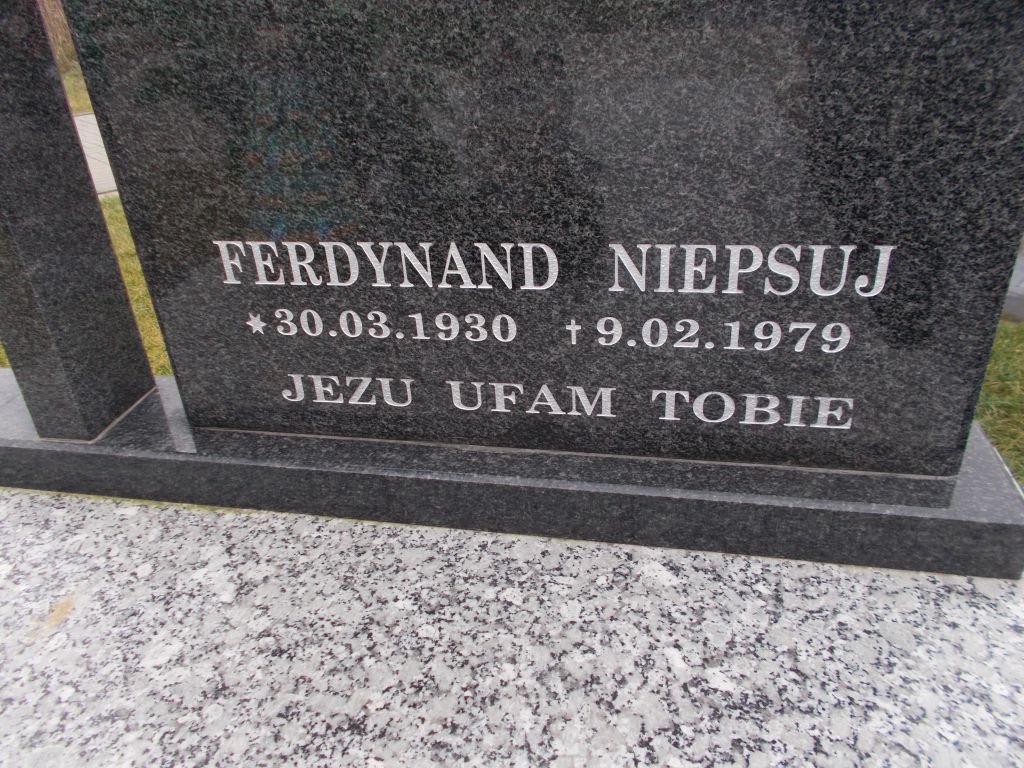 FERDYNAND NIEPSUJ
★30.03.1930 †9.02.1979
JEZU UFAM TOBIE